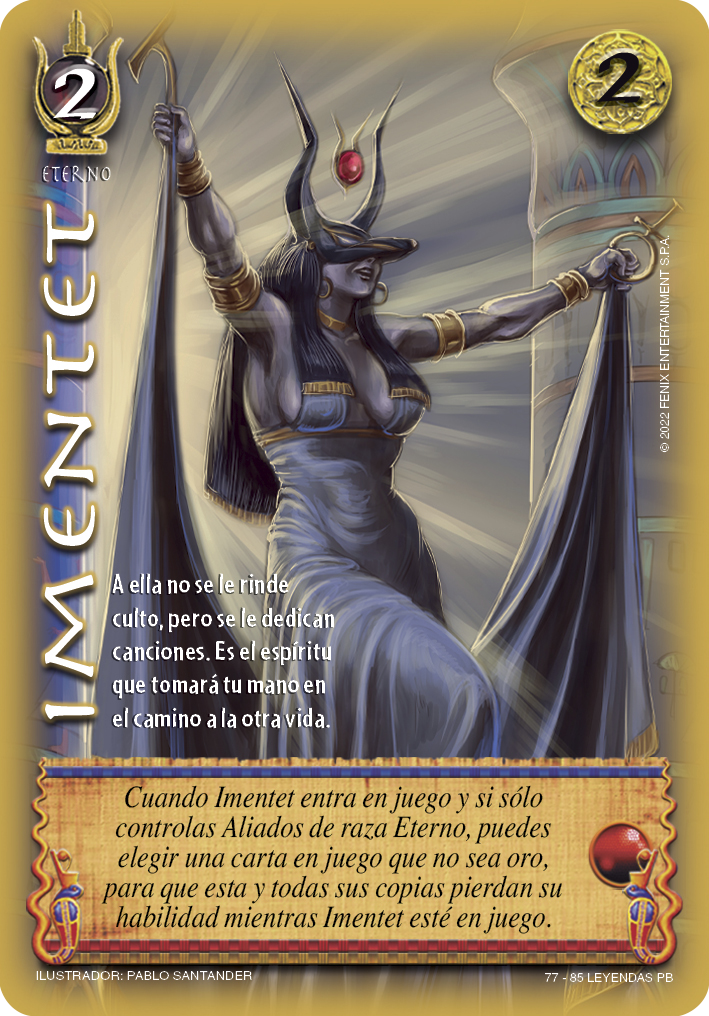 2
2
ETERNO
IMENTET
© 2022 FENIX ENTERTAINMENT S.P.A.
A ella no se le rinde
culto, pero se le dedican
canciones. Es el espíritu
que tomará tu mano en
el camino a la otra vida.
Cuando Imentet entra en juego y si sólo
controlas Aliados de raza Eterno, puedes
elegir una carta en juego que no sea oro,
para que esta y todas sus copias pierdan su
habilidad mientras Imentet esté en juego.
ILUSTRADOR: PABLO SANTANDER
77 - 85 LEYENDAS PB